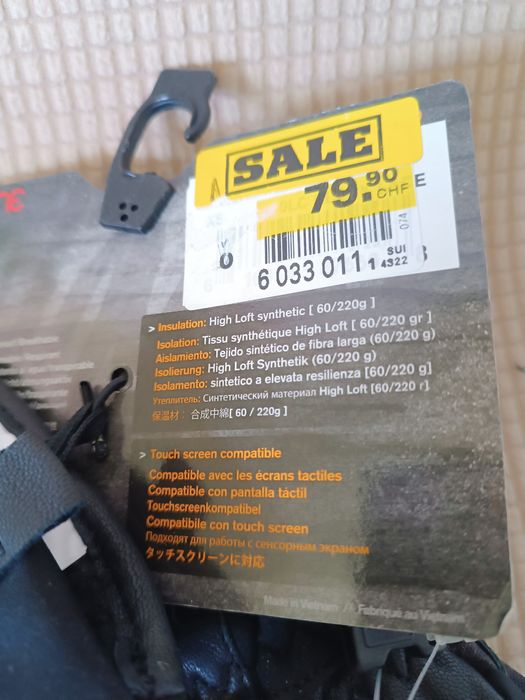 SALE
79.90
CHF
E
0
6 033 011 1 4322
SUI
074
> Insulation: High Loft synthetic [ 60/220g ]
Isolation: Tissu synthétique High Loft [ 60/220 gr ]
Aislamiento: Tejido sintético de fibra larga (60/220 g)
Isolierung: High Loft Synthetik (60/220 g)
Isolamento: sintetico a elevata resilienza [60/220 g]
Утеплитель: Синтетический материал High Loft [60/220 г]
保温材: 合成中綿[ 60 / 220g ]
> Touch screen compatible
Compatible avec les écrans tactiles
Compatible con pantalla táctil
Touchscreenkompatibel
Compatibile con touch screen
Подходят для работы с сенсорным экраном
タッチスクリーンに対応
Made in Vietnam // Fabriqué au Vietnam